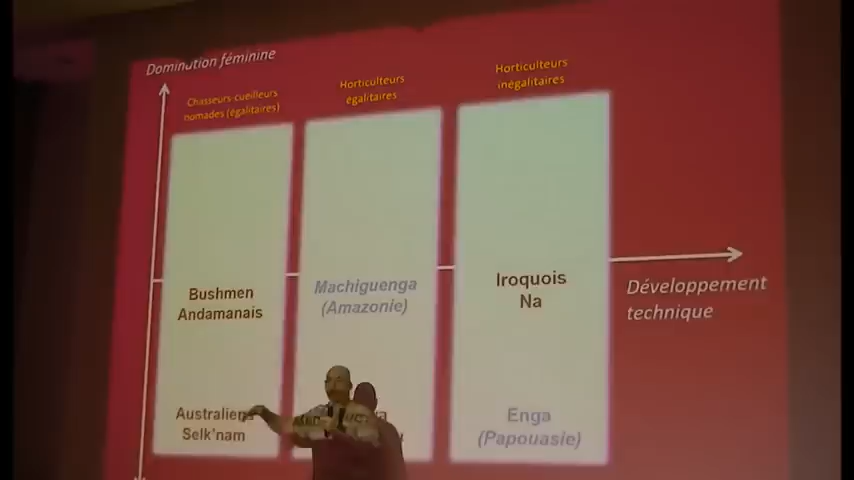 Domination féminine
Chasseurs-cueilleurs
nomades (égalitaires)
Horticulteurs
égalitaires
Horticulteurs
inégalitaires
Bushmen
Andamanais
Machiguenga
(Amazonie)
Iroquois
Na
Développement
technique
Australiens
Selk'nam
Enga
(Papouasie)